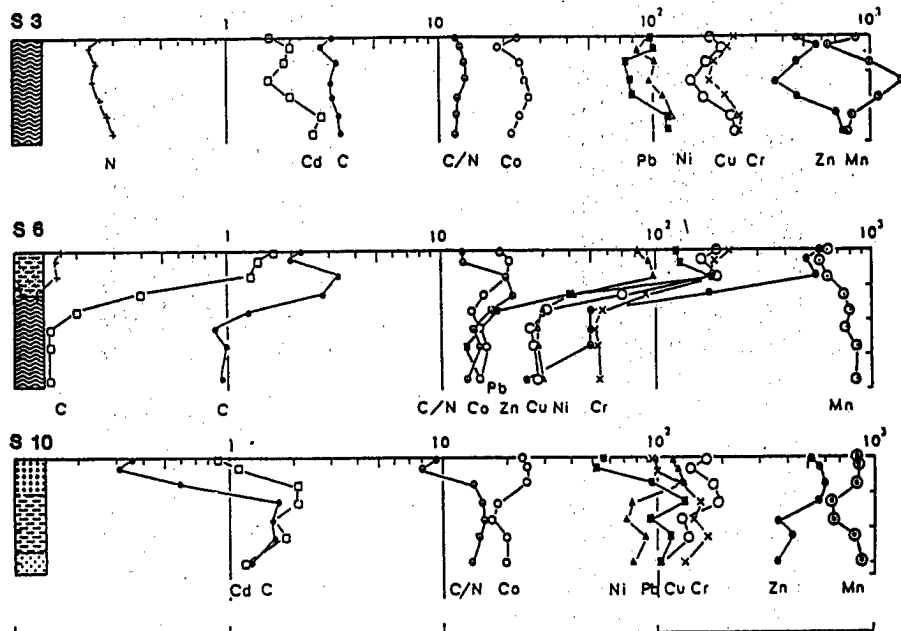 S 3
1 10 10² 10³
N Cd C C/N Co Pb Ni Cu Cr Zn Mn
S 6
1 10 10² 10³
Pb
C C C/N Co Zn Cu Ni Cr Mn
S 10
1 10 10² 10³
Cd C C/N Co Ni Pb Cu Cr Zn Mn